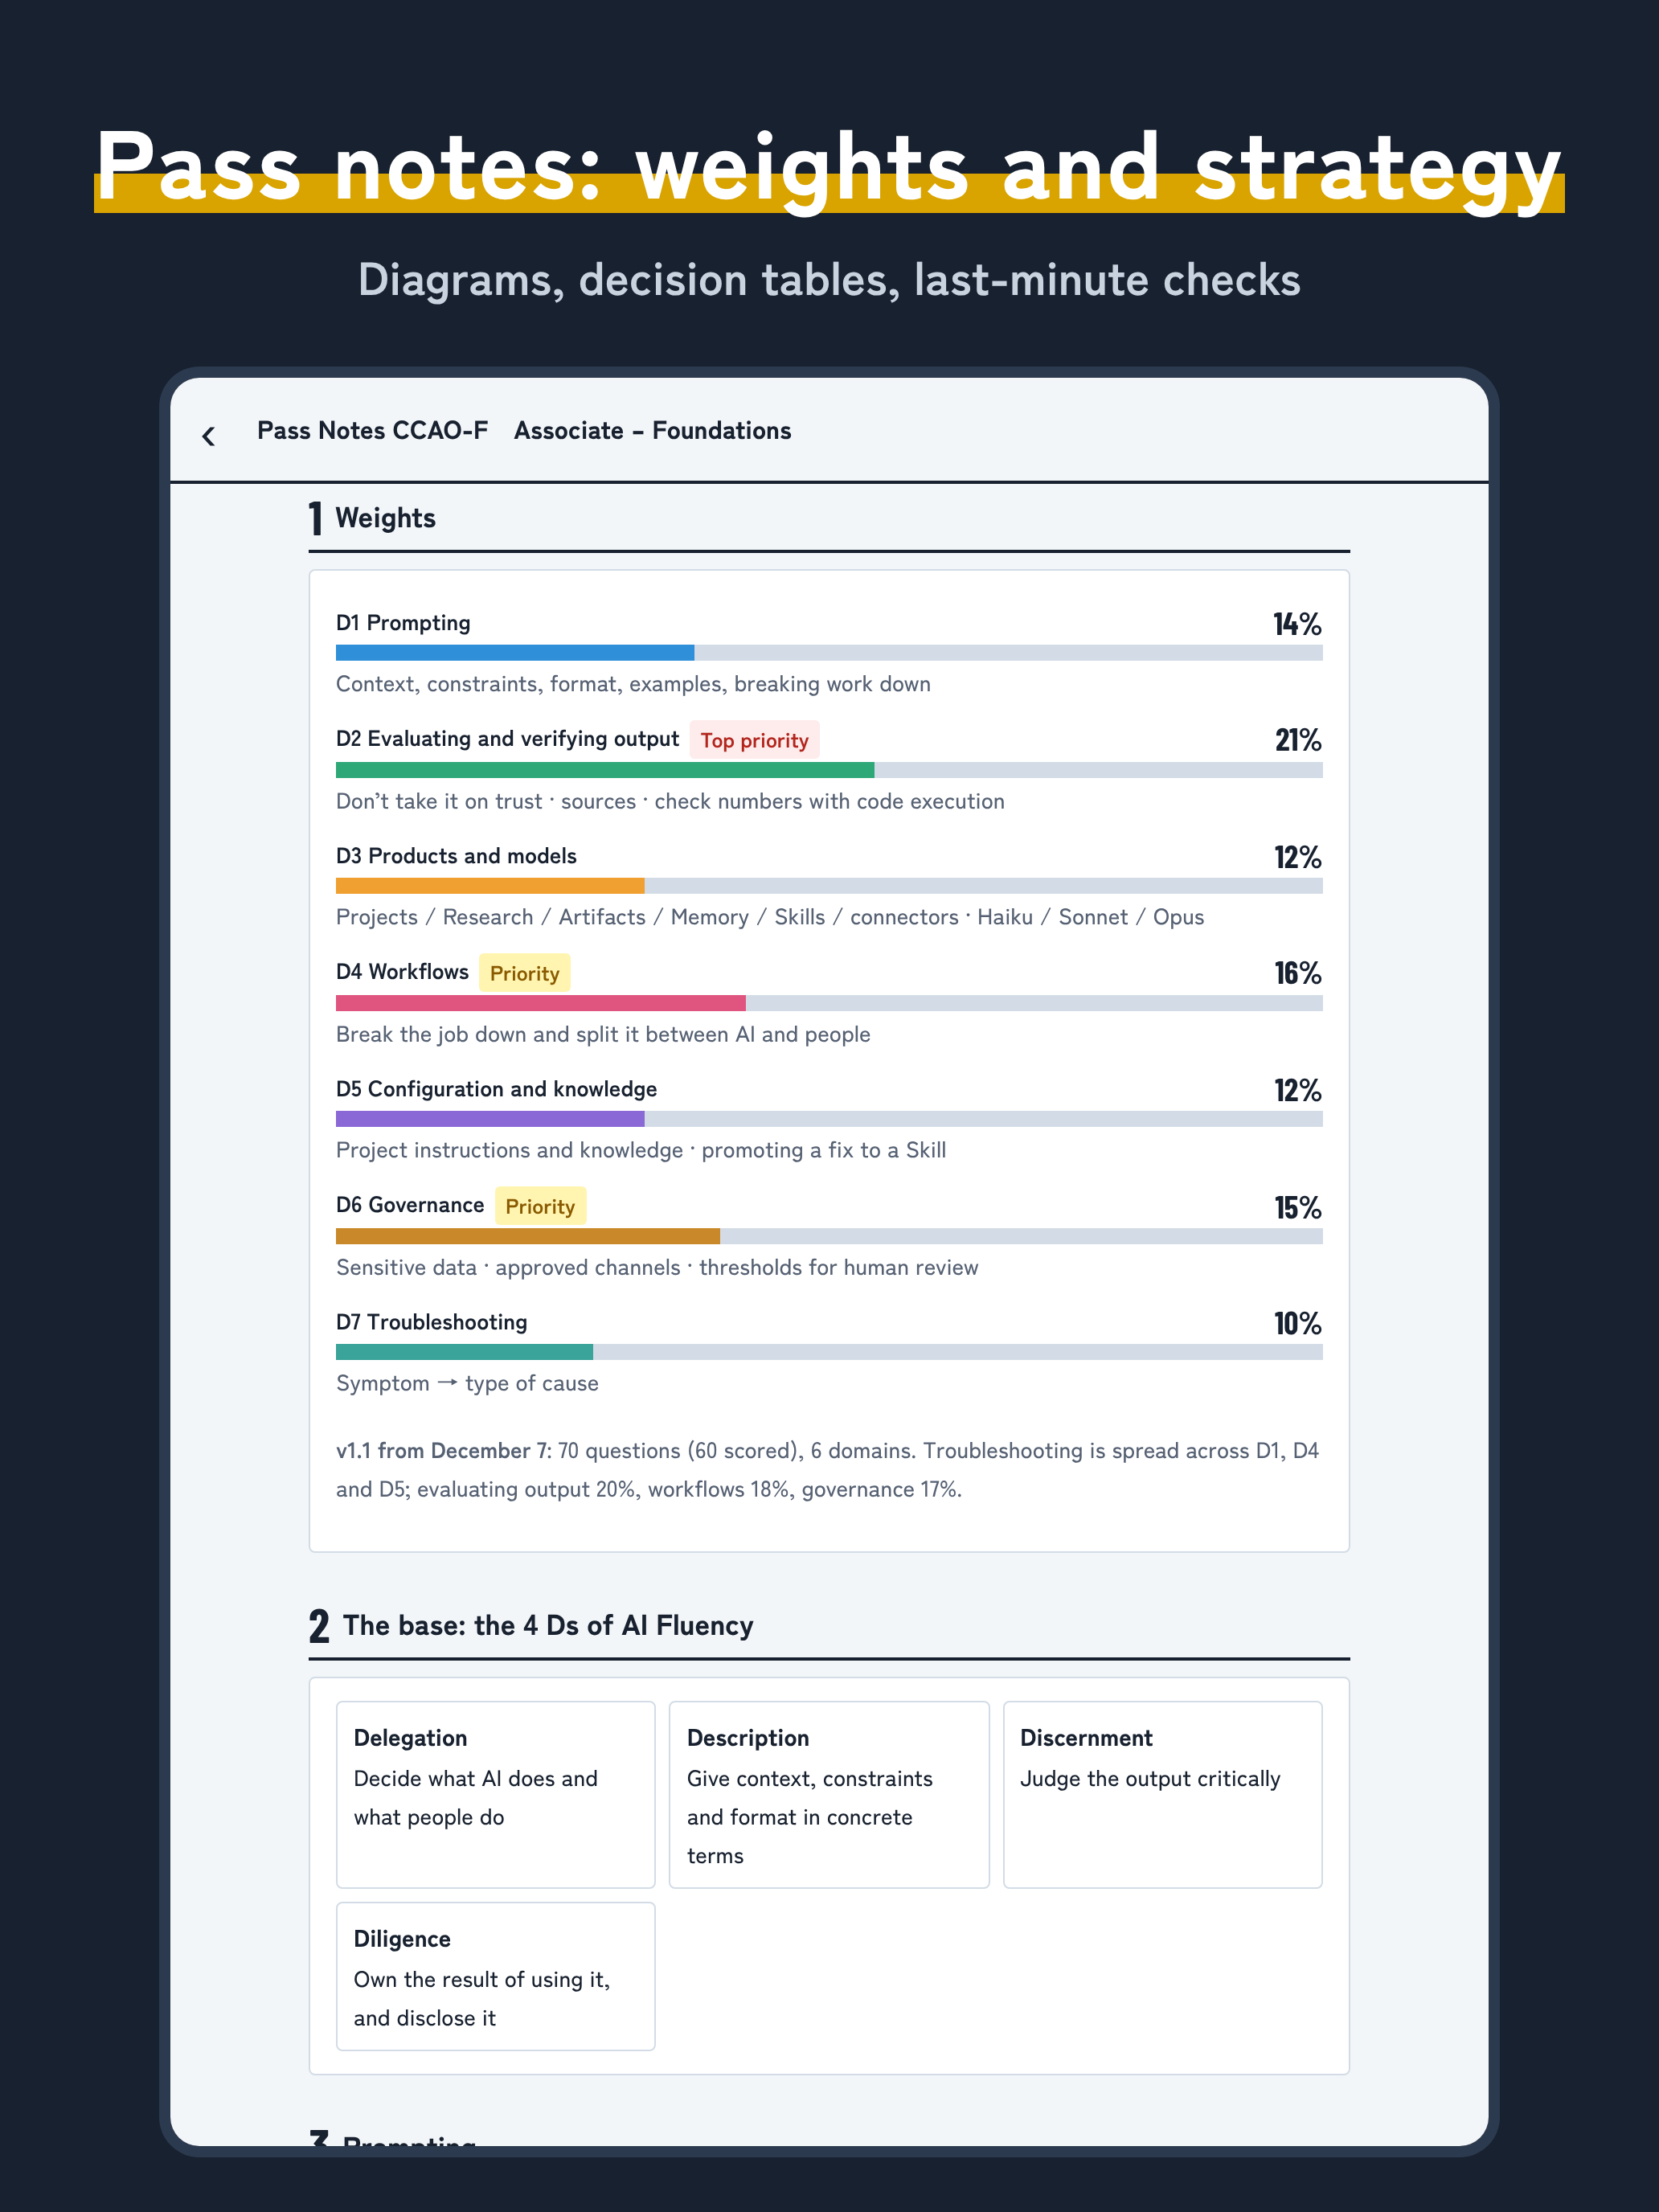 Pass notes: weights and strategy
Diagrams, decision tables, last-minute checks
‹ Pass Notes CCAO-F Associate – Foundations
1 Weights
D1 Prompting 14%
Context, constraints, format, examples, breaking work down
D2 Evaluating and verifying output Top priority 21%
Don’t take it on trust · sources · check numbers with code execution
D3 Products and models 12%
Projects / Research / Artifacts / Memory / Skills / connectors · Haiku / Sonnet / Opus
D4 Workflows Priority 16%
Break the job down and split it between AI and people
D5 Configuration and knowledge 12%
Project instructions and knowledge · promoting a fix to a Skill
D6 Governance Priority 15%
Sensitive data · approved channels · thresholds for human review
D7 Troubleshooting 10%
Symptom → type of cause
v1.1 from December 7: 70 questions (60 scored), 6 domains. Troubleshooting is spread across D1, D4
and D5; evaluating output 20%, workflows 18%, governance 17%.
2 The base: the 4 Ds of AI Fluency
Delegation
Decide what AI does and
what people do
Description
Give context, constraints
and format in concrete
terms
Discernment
Judge the output critically
Diligence
Own the result of using it,
and disclose it
3 Prompting